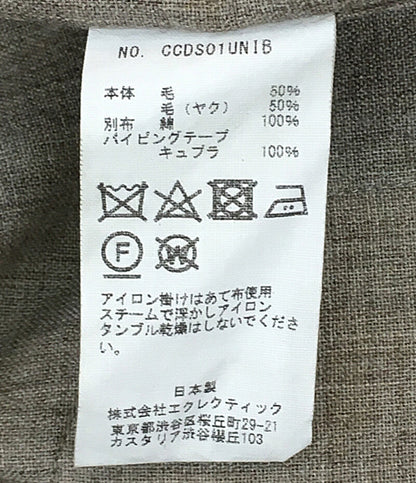 NO. CCDS01UNIB
本体 毛 50%
毛(ヤク) 50%
別布 綿 100%
パイピングテープ
キュプラ 100%
F
W
アイロン掛けはあて布使用
スチームで浮かしアイロン
タンブル乾燥はしないでくださ
い。
日本製
株式会社エクレクティック
東京都渋谷区桜丘町29-21
カスタリア渋谷櫻丘103